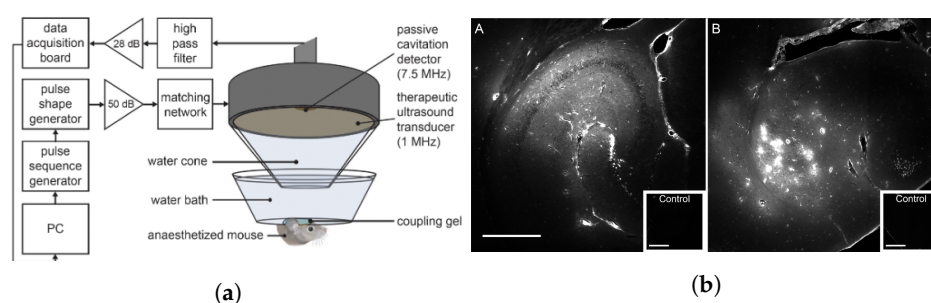 data
acquisition
board
28 dB
high
pass
filter
passive
cavitation
detector
(7.5 MHz)
pulse
shape
generator
50 dB
matching
network
therapeutic
ultrasound
transducer
(1 MHz)
pulse
sequence
generator
water cone
water bath
PC
coupling gel
anaesthetized mouse
(a)
A
Control
B
Control
(b)